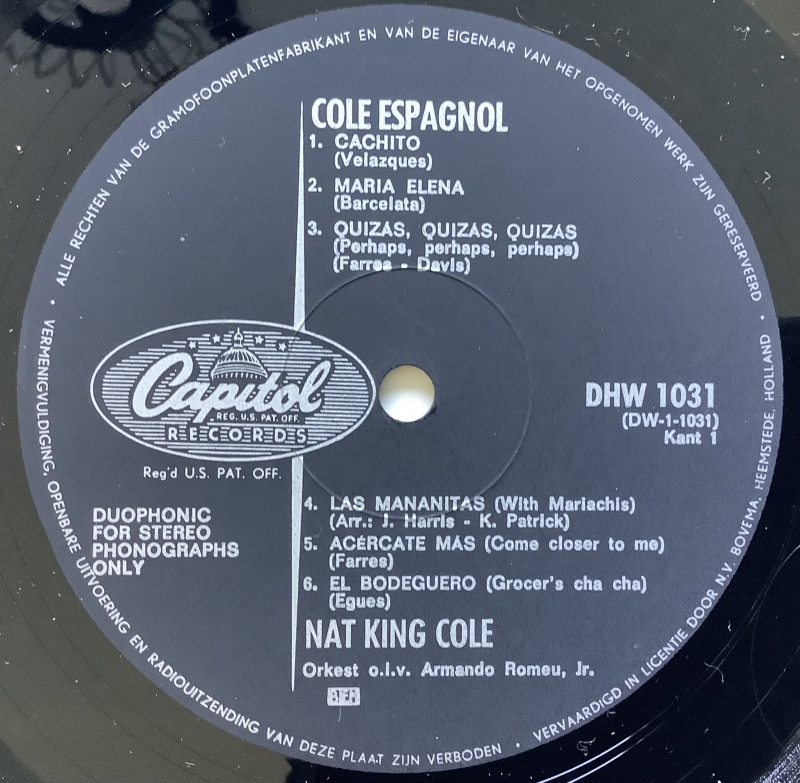 COLE ESPAGNOL
1. CACHITO
(Velazques)
2. MARIA ELENA
(Barcelata)
3. QUIZAS, QUIZAS, QUIZAS
(Perhaps, perhaps, perhaps)
(Farres - Davis)
Capitol
REG. U.S. PAT. OFF.
RECORDS
Reg'd U.S. PAT. OFF.
DHW 1031
(DW-1-1031)
Kant 1
DUOPHONIC
FOR STEREO
PHONOGRAPHS
ONLY
4. LAS MANANITAS (With Mariachis)
(Arr.: J. Harris - K. Patrick)
5. ACÉRCATE MÁS (Come closer to me)
(Farres)
6. EL BODEGUERO (Grocer's cha cha)
(Egues)
NAT KING COLE
Orkest o.l.v. Armando Romeu, Jr.
BIEM
ALLE RECHTEN VAN DE GRAMOFOONPLATENFABRIKANT EN VAN DE EIGENAAR VAN HET OPGENOMEN WERK ZIJN GERESERVEERD •
VERMENIGVULDIGING, OPENBARE UITVOERING EN RADIOUITZENDING VAN DEZE PLAAT ZIJN VERBODEN •
VERVAARDIGD IN LICENTIE DOOR N.V. BOVEMA, HEEMSTEDE, HOLLAND •